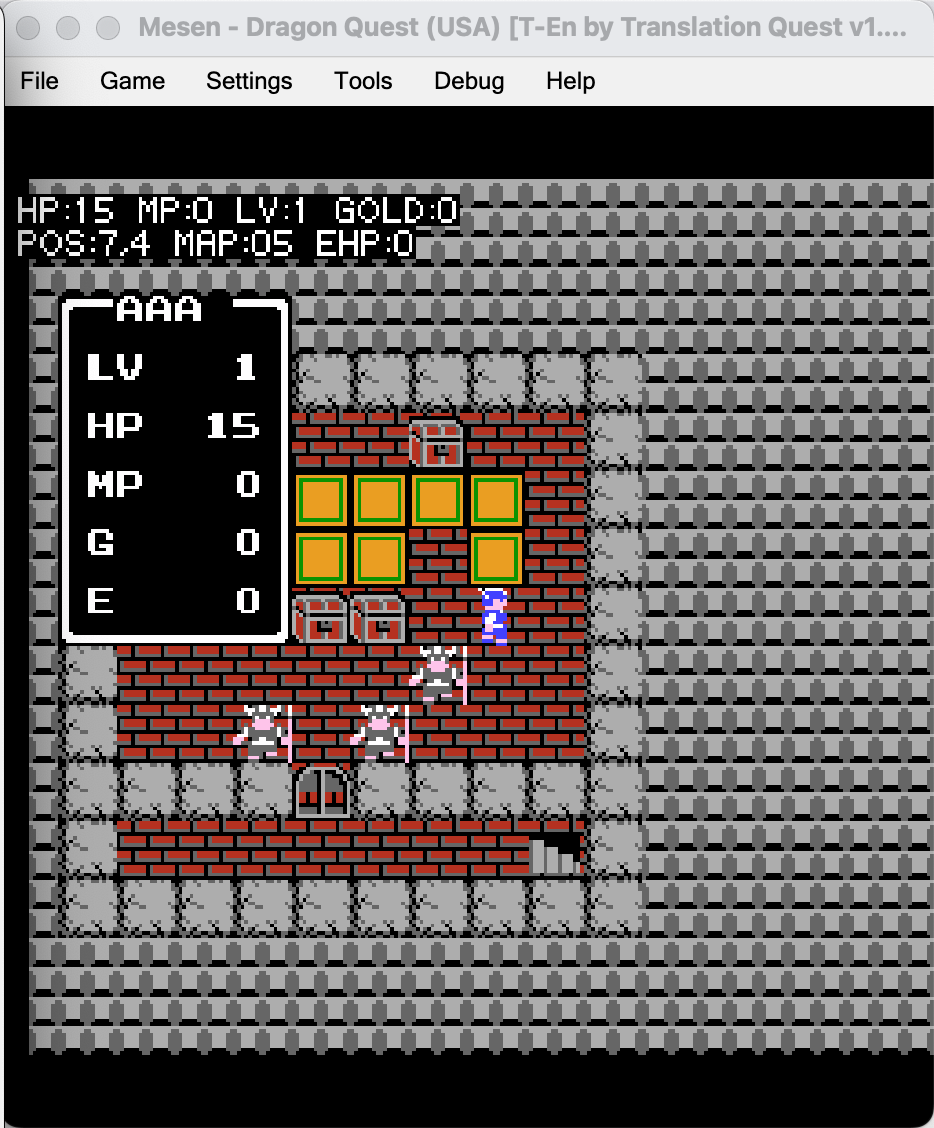 Mesen - Dragon Quest (USA) [T-En by Translation Quest v1....
File Game Settings Tools Debug Help
HP:15 MP:0 LV:1 GOLD:0
POS:7,4 MAP:05 EHP:0
AAA
LV 1
HP 15
MP 0
G 0
E 0